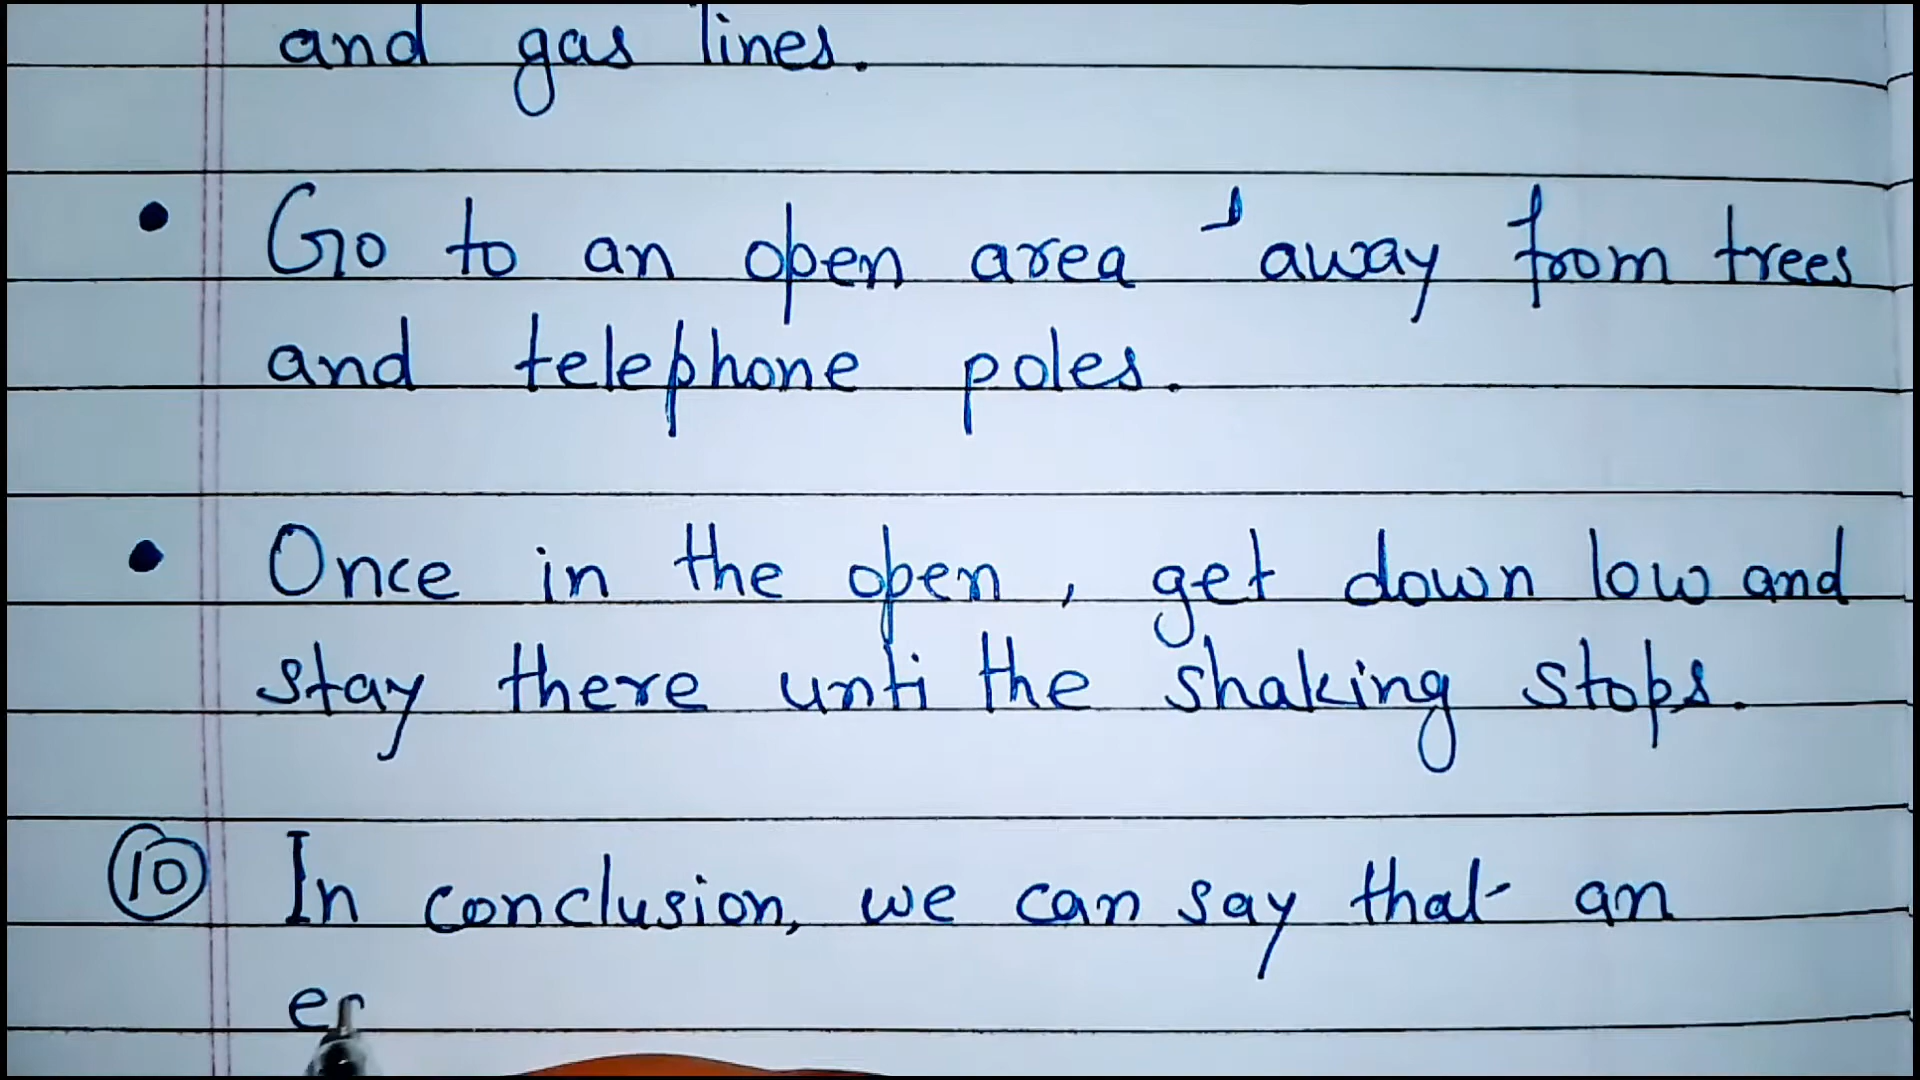 and gas lines.
• Go to an open area away from trees
and telephone poles.
• Once in the open, get down low and
stay there unti the shaking stops.
10 In conclusion, we can say that an